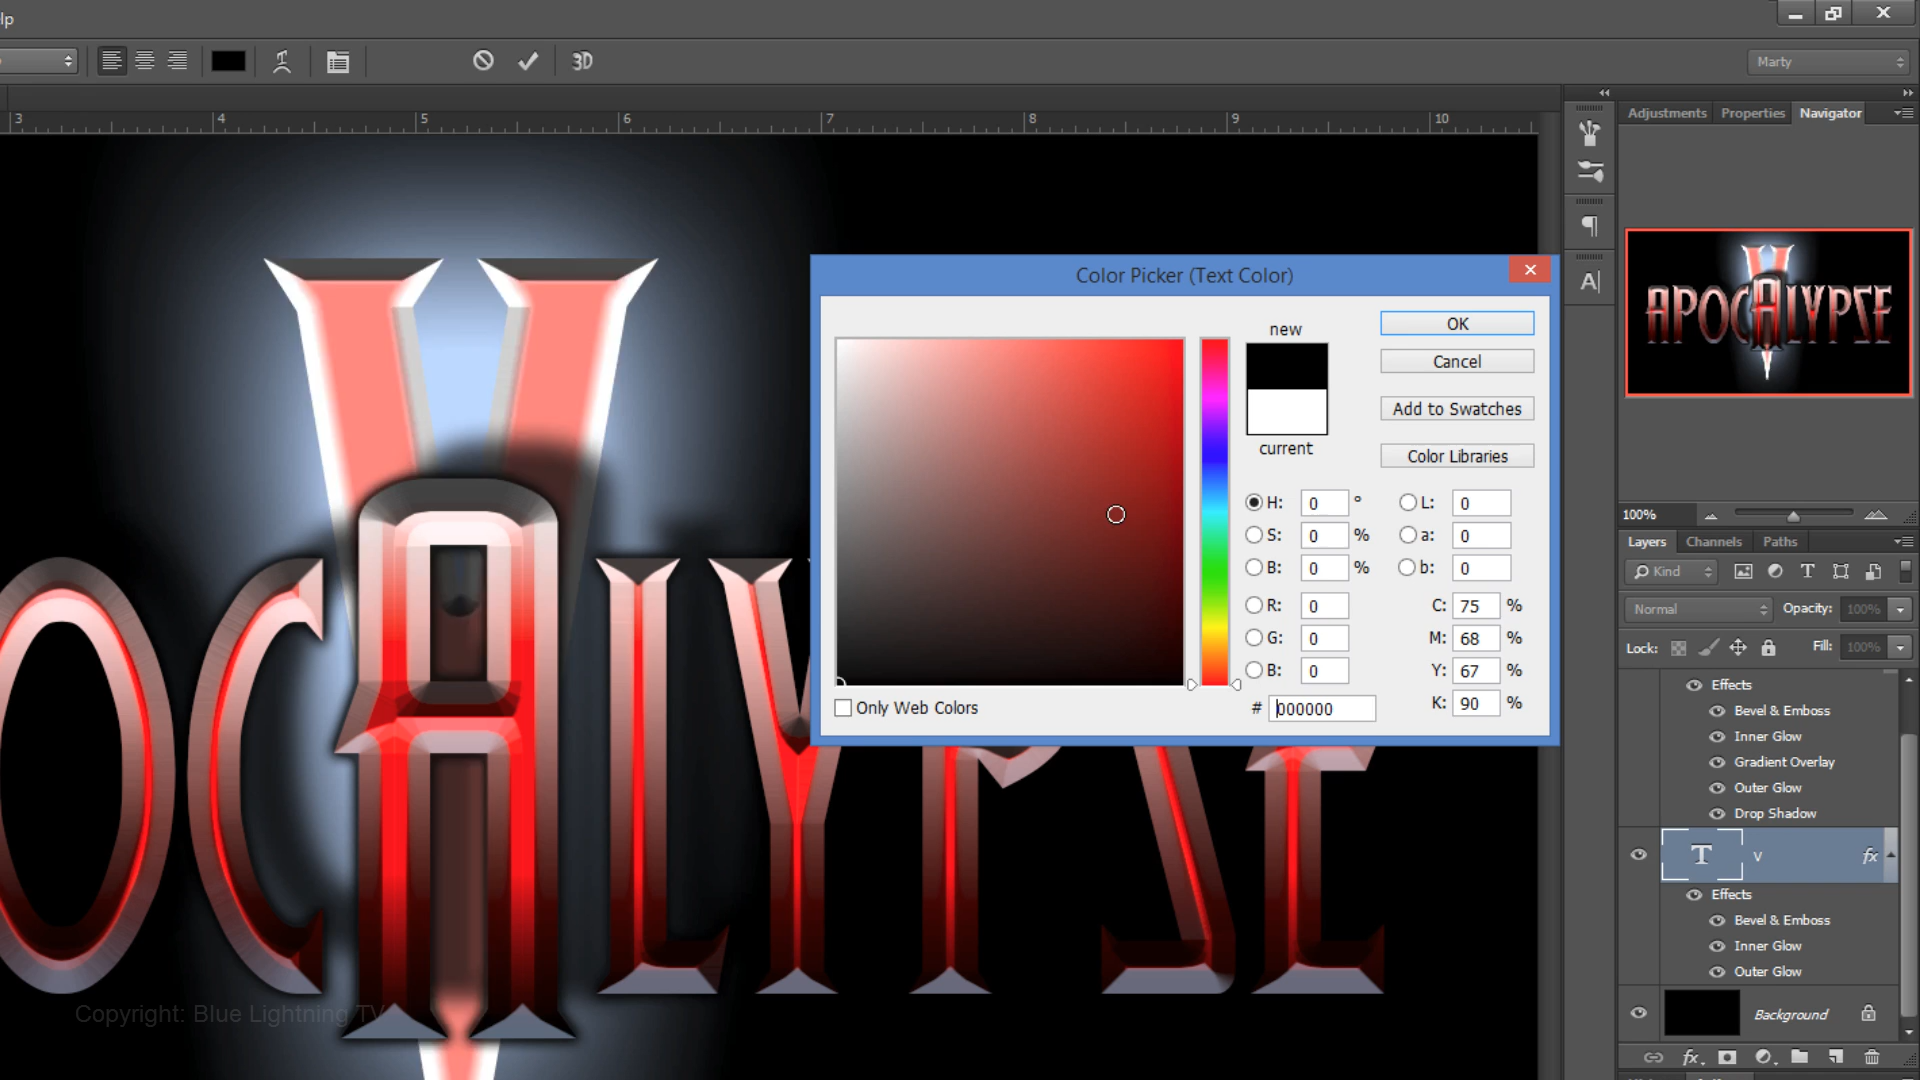 lp
3D
Marty
3 4 5 6 7 8 9 10
Adjustments Properties Navigator
APOCALYPSE
V
OCALYPSE
Color Picker (Text Color)
new
current
OK
Cancel
Add to Swatches
Color Libraries
H: 0 ° L: 0
S: 0 % a: 0
B: 0 % b: 0
R: 0 C: 75 %
G: 0 M: 68 %
B: 0 Y: 67 %
# 000000 K: 90 %
Only Web Colors
100%
Layers Channels Paths
Kind
Normal Opacity: 100%
Lock: Fill: 100%
Effects
Bevel & Emboss
Inner Glow
Gradient Overlay
Outer Glow
Drop Shadow
T V fx
Effects
Bevel & Emboss
Inner Glow
Outer Glow
Background
fx
Copyright: Blue Lightning TV